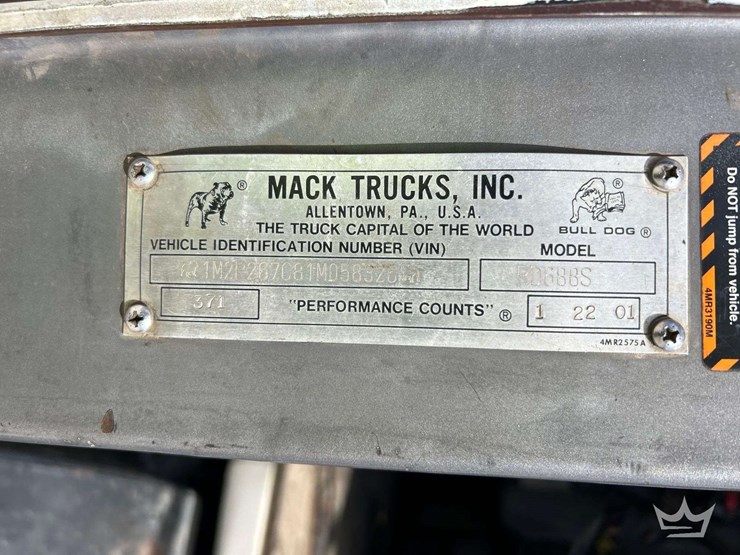 MACK TRUCKS, INC.
ALLENTOWN, PA., U.S.A.
THE TRUCK CAPITAL OF THE WORLD
BULL DOG ®
VEHICLE IDENTIFICATION NUMBER (VIN)
MODEL
371
"PERFORMANCE COUNTS" ®
1 22 01
4MR2575A
Do NOT jump from vehicle.
4MR3190M